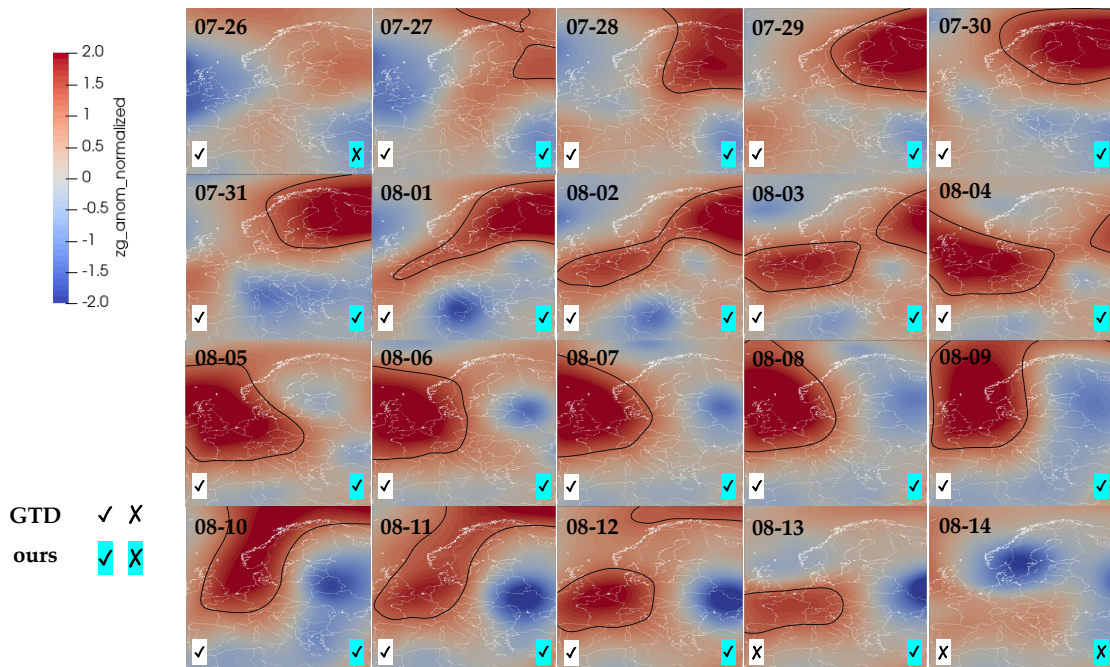 2.0
1.5
1
0.5
0
-0.5
-1
-1.5
-2.0
zg_anom_normalized
07-26 07-27 07-28 07-29 07-30
✓ ✗ ✓ ✓ ✓ ✓ ✓ ✓ ✓ ✓
07-31 08-01 08-02 08-03 08-04
✓ ✓ ✓ ✓ ✓ ✓ ✓ ✓ ✓ ✓
08-05 08-06 08-07 08-08 08-09
✓ ✓ ✓ ✓ ✓ ✓ ✓ ✓ ✓ ✓
08-10 08-11 08-12 08-13 08-14
✓ ✓ ✓ ✓ ✓ ✓ ✗ ✓ ✗ ✗
GTD ✓ ✗
ours ✓ ✗